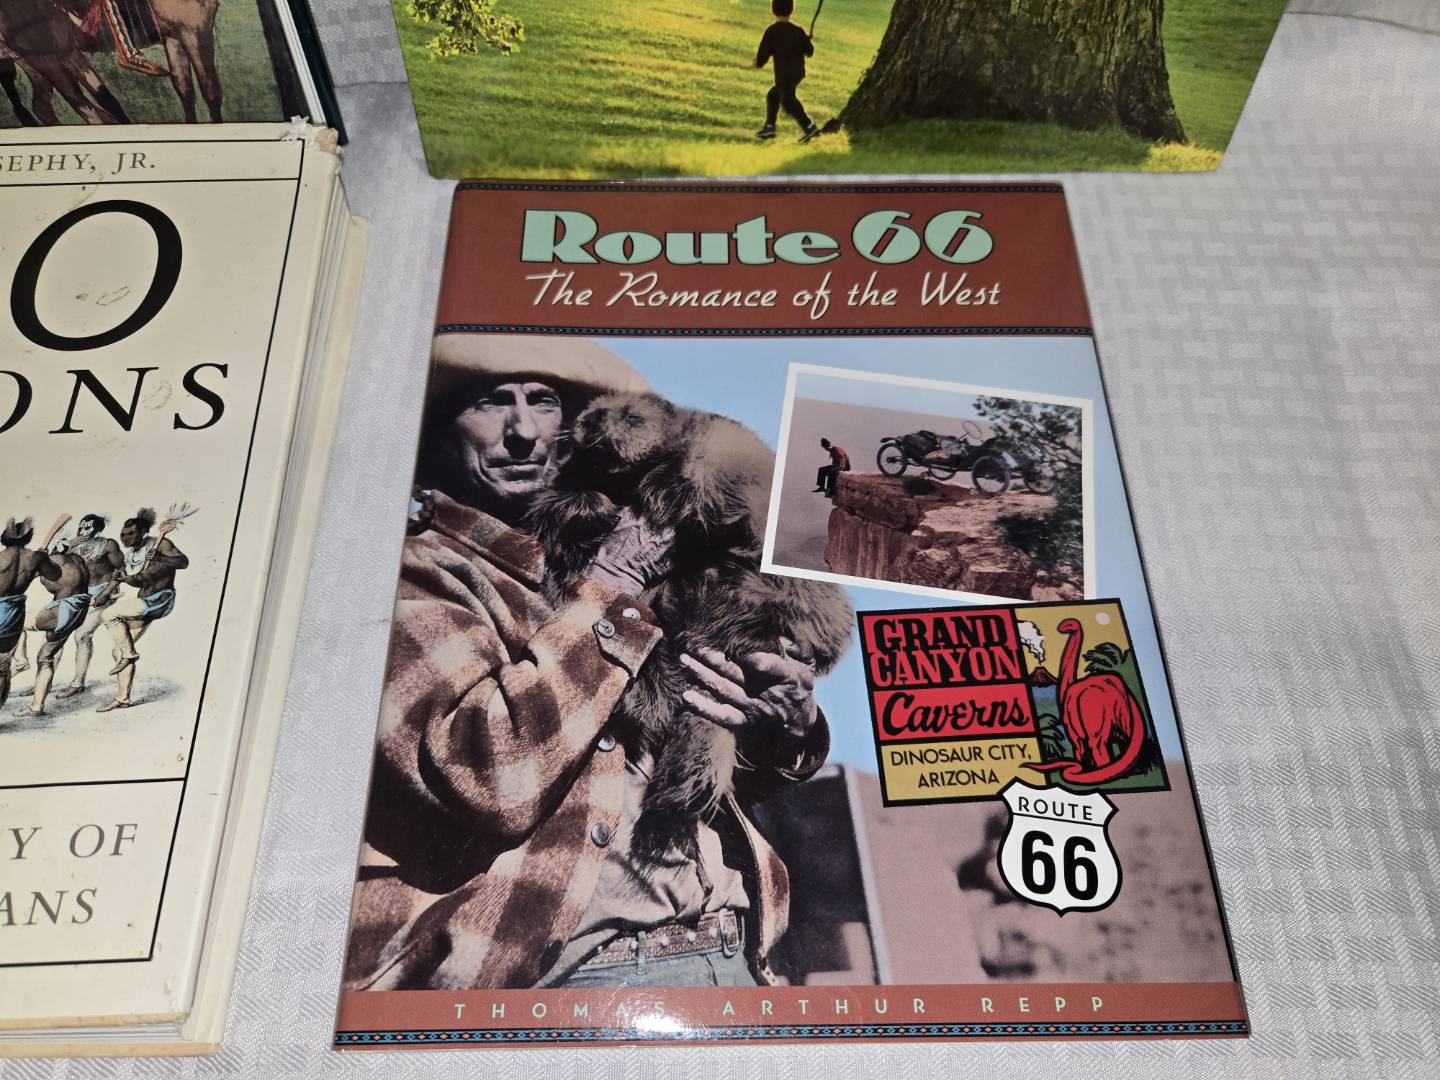 SEPHY, JR.
O
ONS
Y OF
ANS
Route 66
The Romance of the West
GRAND
CANYON
Caverns
DINOSAUR CITY,
ARIZONA
ROUTE
66
THOMAS ARTHUR REPP